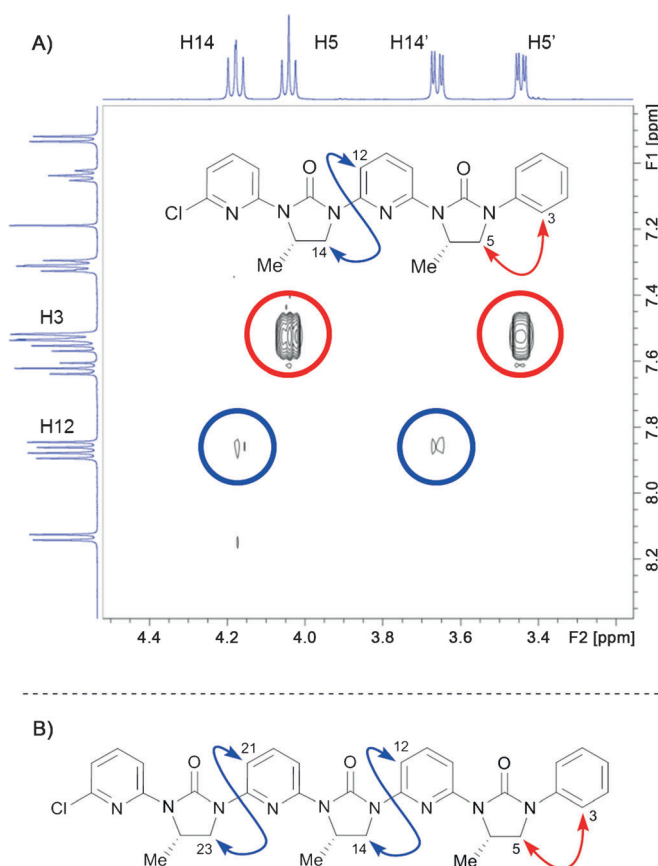 A)
H14 H5 H14' H5'
F1 [ppm]
12
O
O
Cl N N N N N N
3
14
5
Me
Me
7.2
7.4
H3
7.6
7.8
H12
8.0
8.2
4.4 4.2 4.0 3.8 3.6 3.4 F2 [ppm]
B)
21
12
O
O
O
Cl N N N N N N N N N
3
23
14
5
Me
Me
Me